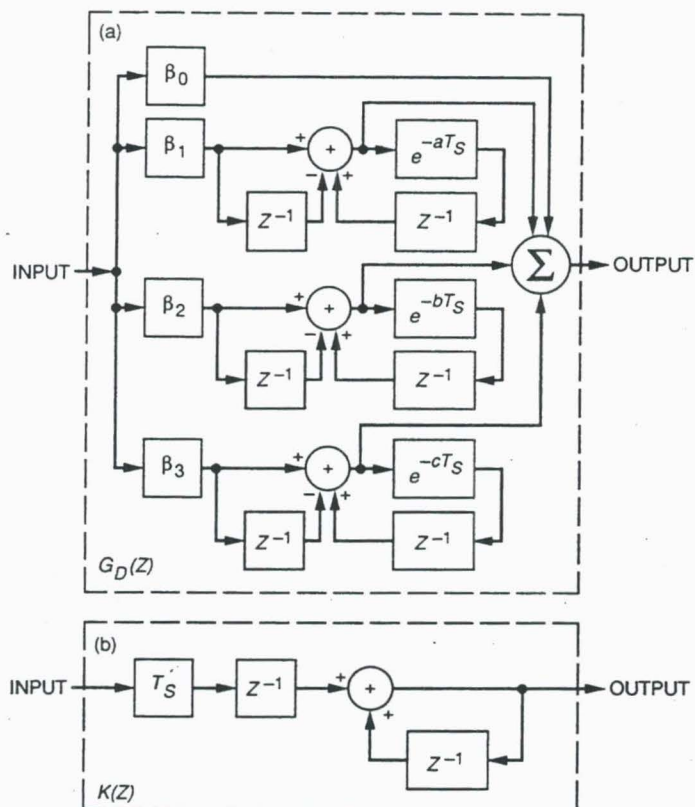 (a)
β0
β1
+
+
−
+
e^−aTS
Z−1
Z−1
INPUT
Σ
OUTPUT
β2
+
+
−
+
e^−bTS
Z−1
Z−1
β3
+
+
−
+
e^−cTS
Z−1
Z−1
GD(Z)
(b)
INPUT
TS
Z−1
+
+
+
OUTPUT
Z−1
K(Z)